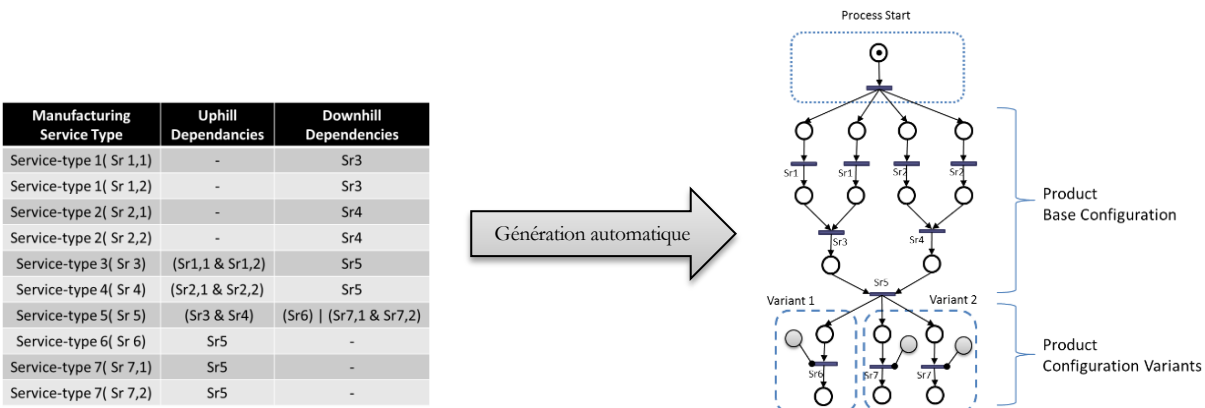 Manufacturing Service Type | Uphill Dependancies | Downhill Dependencies
Service-type 1( Sr 1,1) | - | Sr3
Service-type 1( Sr 1,2) | - | Sr3
Service-type 2( Sr 2,1) | - | Sr4
Service-type 2( Sr 2,2) | - | Sr4
Service-type 3( Sr 3) | (Sr1,1 & Sr1,2) | Sr5
Service-type 4( Sr 4) | (Sr2,1 & Sr2,2) | Sr5
Service-type 5( Sr 5) | (Sr3 & Sr4) | (Sr6) | (Sr7,1 & Sr7,2)
Service-type 6( Sr 6) | Sr5 | -
Service-type 7( Sr 7,1) | Sr5 | -
Service-type 7( Sr 7,2) | Sr5 | -
Génération automatique
Process Start
Sr1 Sr1 Sr2 Sr2
Sr3 Sr4
Product
Base Configuration
Sr5
Variant 1 Variant 2
Sr6 Sr7 Sr7
Product
Configuration Variants